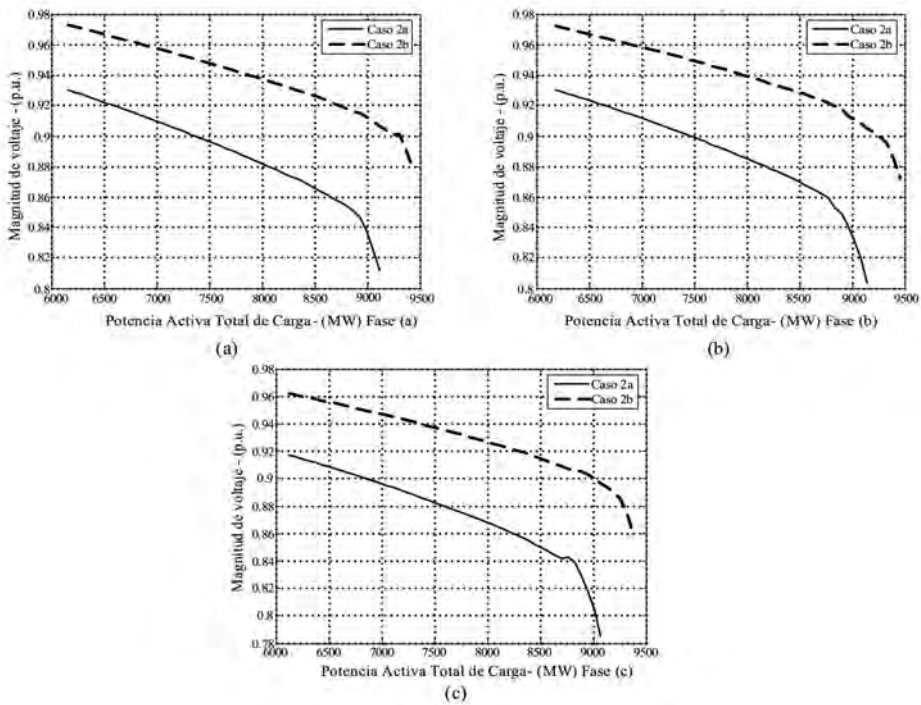 0.98
0.96
0.94
0.92
0.9
0.88
0.86
0.84
0.82
0.8
Magnitud de voltaje - (p.u.)
Caso 2a
Caso 2b
6000 6500 7000 7500 8000 8500 9000 9500
Potencia Activa Total de Carga- (MW) Fase (a)
(a)
0.98
0.96
0.94
0.92
0.9
0.88
0.86
0.84
0.82
0.8
Magnitud de voltaje - (p.u.)
Caso 2a
Caso 2b
6000 6500 7000 7500 8000 8500 9000 9500
Potencia Activa Total de Carga- (MW) Fase (b)
(b)
0.98
0.96
0.94
0.92
0.9
0.88
0.86
0.84
0.82
0.8
0.78
Magnitud de voltaje - (p.u.)
Caso 2a
Caso 2b
6000 6500 7000 7500 8000 8500 9000 9500
Potencia Activa Total de Carga- (MW) Fase (c)
(c)